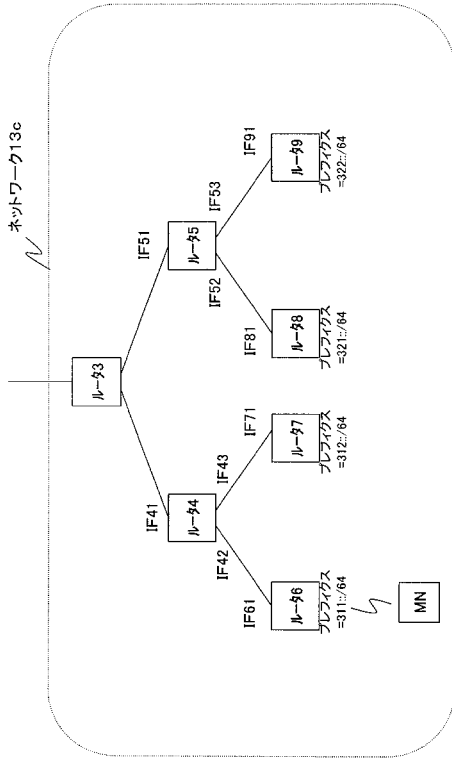 ネットワーク13c
ルータ3
IF41
IF51
ルータ4
ルータ5
IF42
IF43
IF52
IF53
IF61
IF71
IF81
IF91
ルータ6
ルータ7
ルータ8
ルータ9
プレフィクス
=311::/64
プレフィクス
=312::/64
プレフィクス
=321::/64
プレフィクス
=322::/64
MN